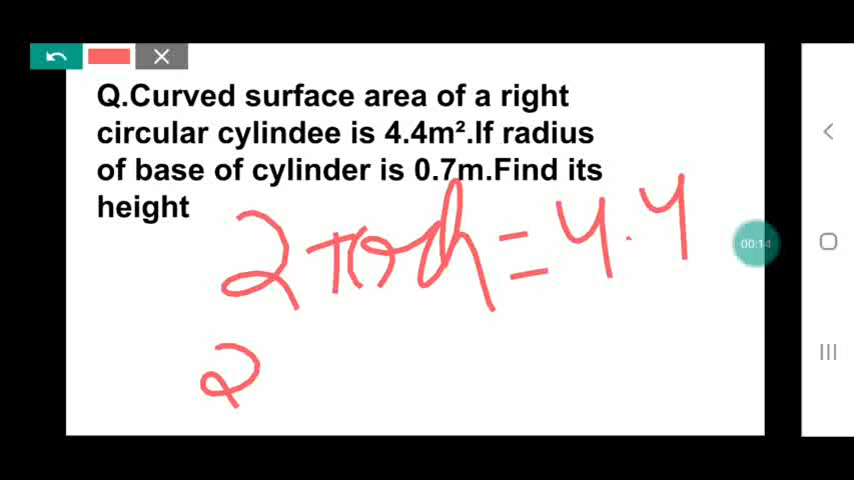 Q.Curved surface area of a right
circular cylindee is 4.4m².If radius
of base of cylinder is 0.7m.Find its
height
2πrh=4.4
2
00:14